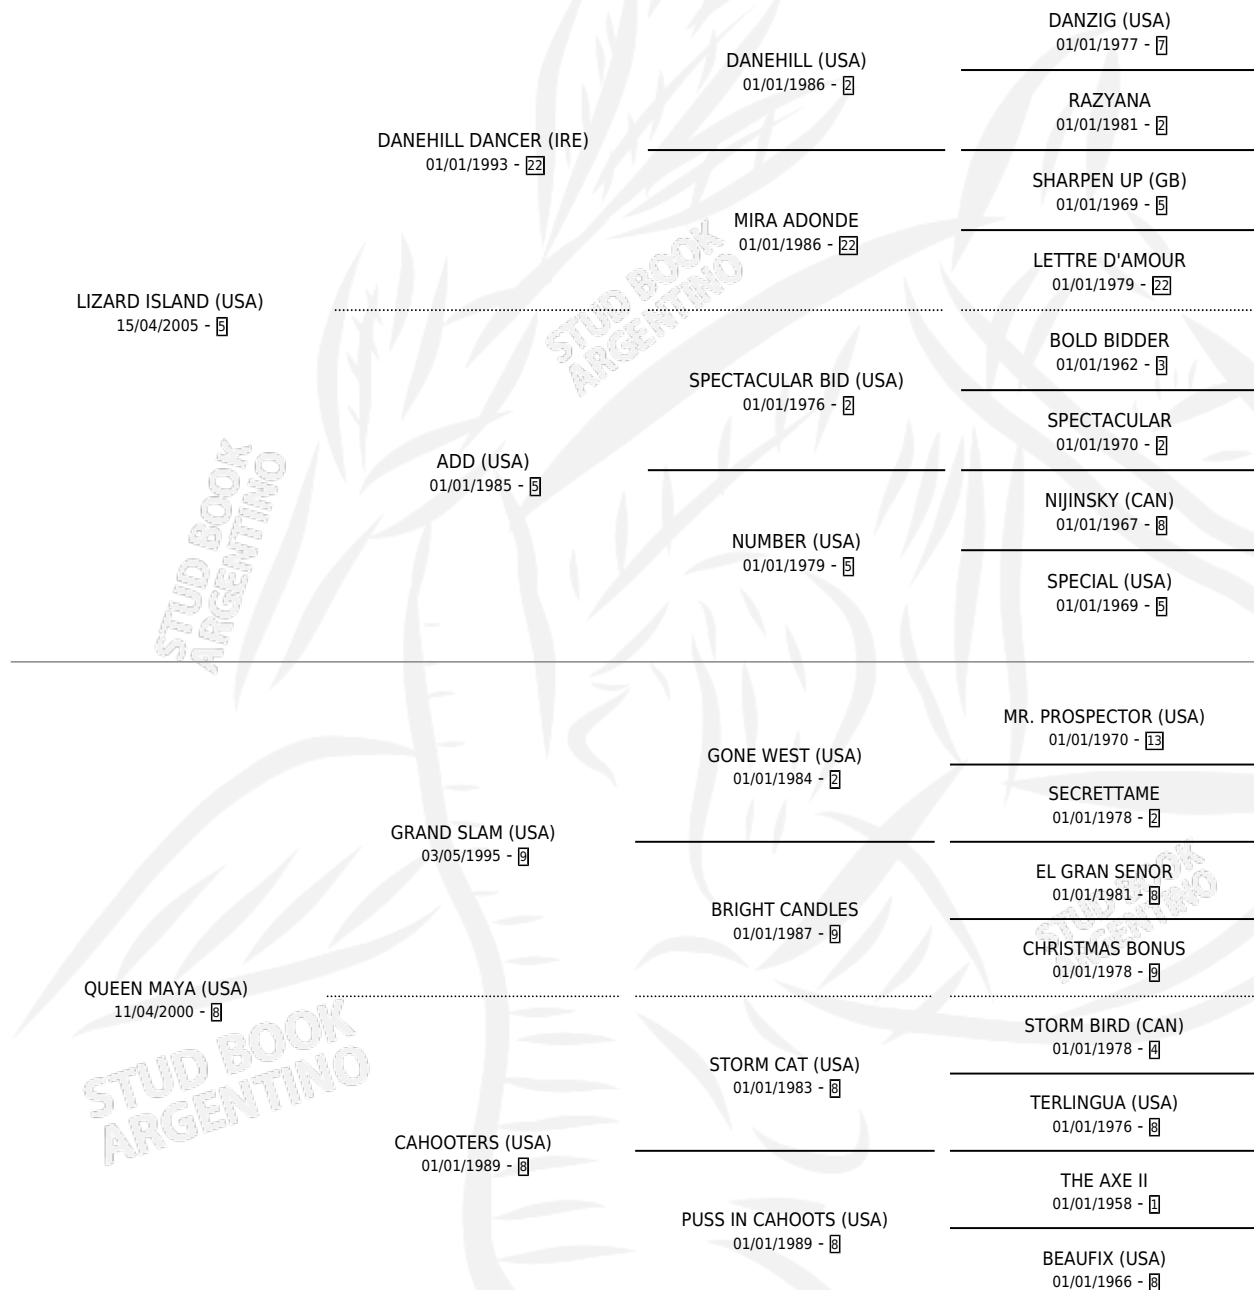 DANZIG (USA)
01/01/1977 - 7
DANEHILL (USA)
01/01/1986 - 2
RAZYANA
01/01/1981 - 2
DANEHILL DANCER (IRE)
01/01/1993 - 22
SHARPEN UP (GB)
01/01/1969 - 5
MIRA ADONDE
01/01/1986 - 22
LETTRE D'AMOUR
01/01/1979 - 22
LIZARD ISLAND (USA)
15/04/2005 - 5
BOLD BIDDER
01/01/1962 - 3
SPECTACULAR BID (USA)
01/01/1976 - 2
SPECTACULAR
01/01/1970 - 2
ADD (USA)
01/01/1985 - 5
NIJINSKY (CAN)
01/01/1967 - 8
NUMBER (USA)
01/01/1979 - 5
SPECIAL (USA)
01/01/1969 - 5
MR. PROSPECTOR (USA)
01/01/1970 - 13
GONE WEST (USA)
01/01/1984 - 2
SECRETTAME
01/01/1978 - 2
GRAND SLAM (USA)
03/05/1995 - 9
EL GRAN SENOR
01/01/1981 - 8
BRIGHT CANDLES
01/01/1987 - 9
CHRISTMAS BONUS
01/01/1978 - 9
QUEEN MAYA (USA)
11/04/2000 - 8
STORM BIRD (CAN)
01/01/1978 - 4
STORM CAT (USA)
01/01/1983 - 8
TERLINGUA (USA)
01/01/1976 - 8
CAHOOTERS (USA)
01/01/1989 - 8
THE AXE II
01/01/1958 - 1
PUSS IN CAHOOTS (USA)
01/01/1989 - 8
BEAUFIX (USA)
01/01/1966 - 8
STUD BOOK
ARGENTINO
STUD BOOK
ARGENTINO
STUD BOOK
ARGENTINO
STUD BOOK
ARGENTINO